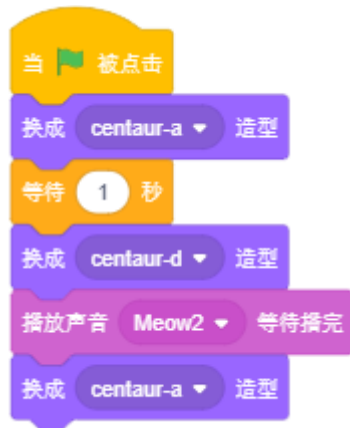 当 被点击
换成 centaur-a 造型
等待 1 秒
换成 centaur-d 造型
播放声音 Meow2 等待播完
换成 centaur-a 造型